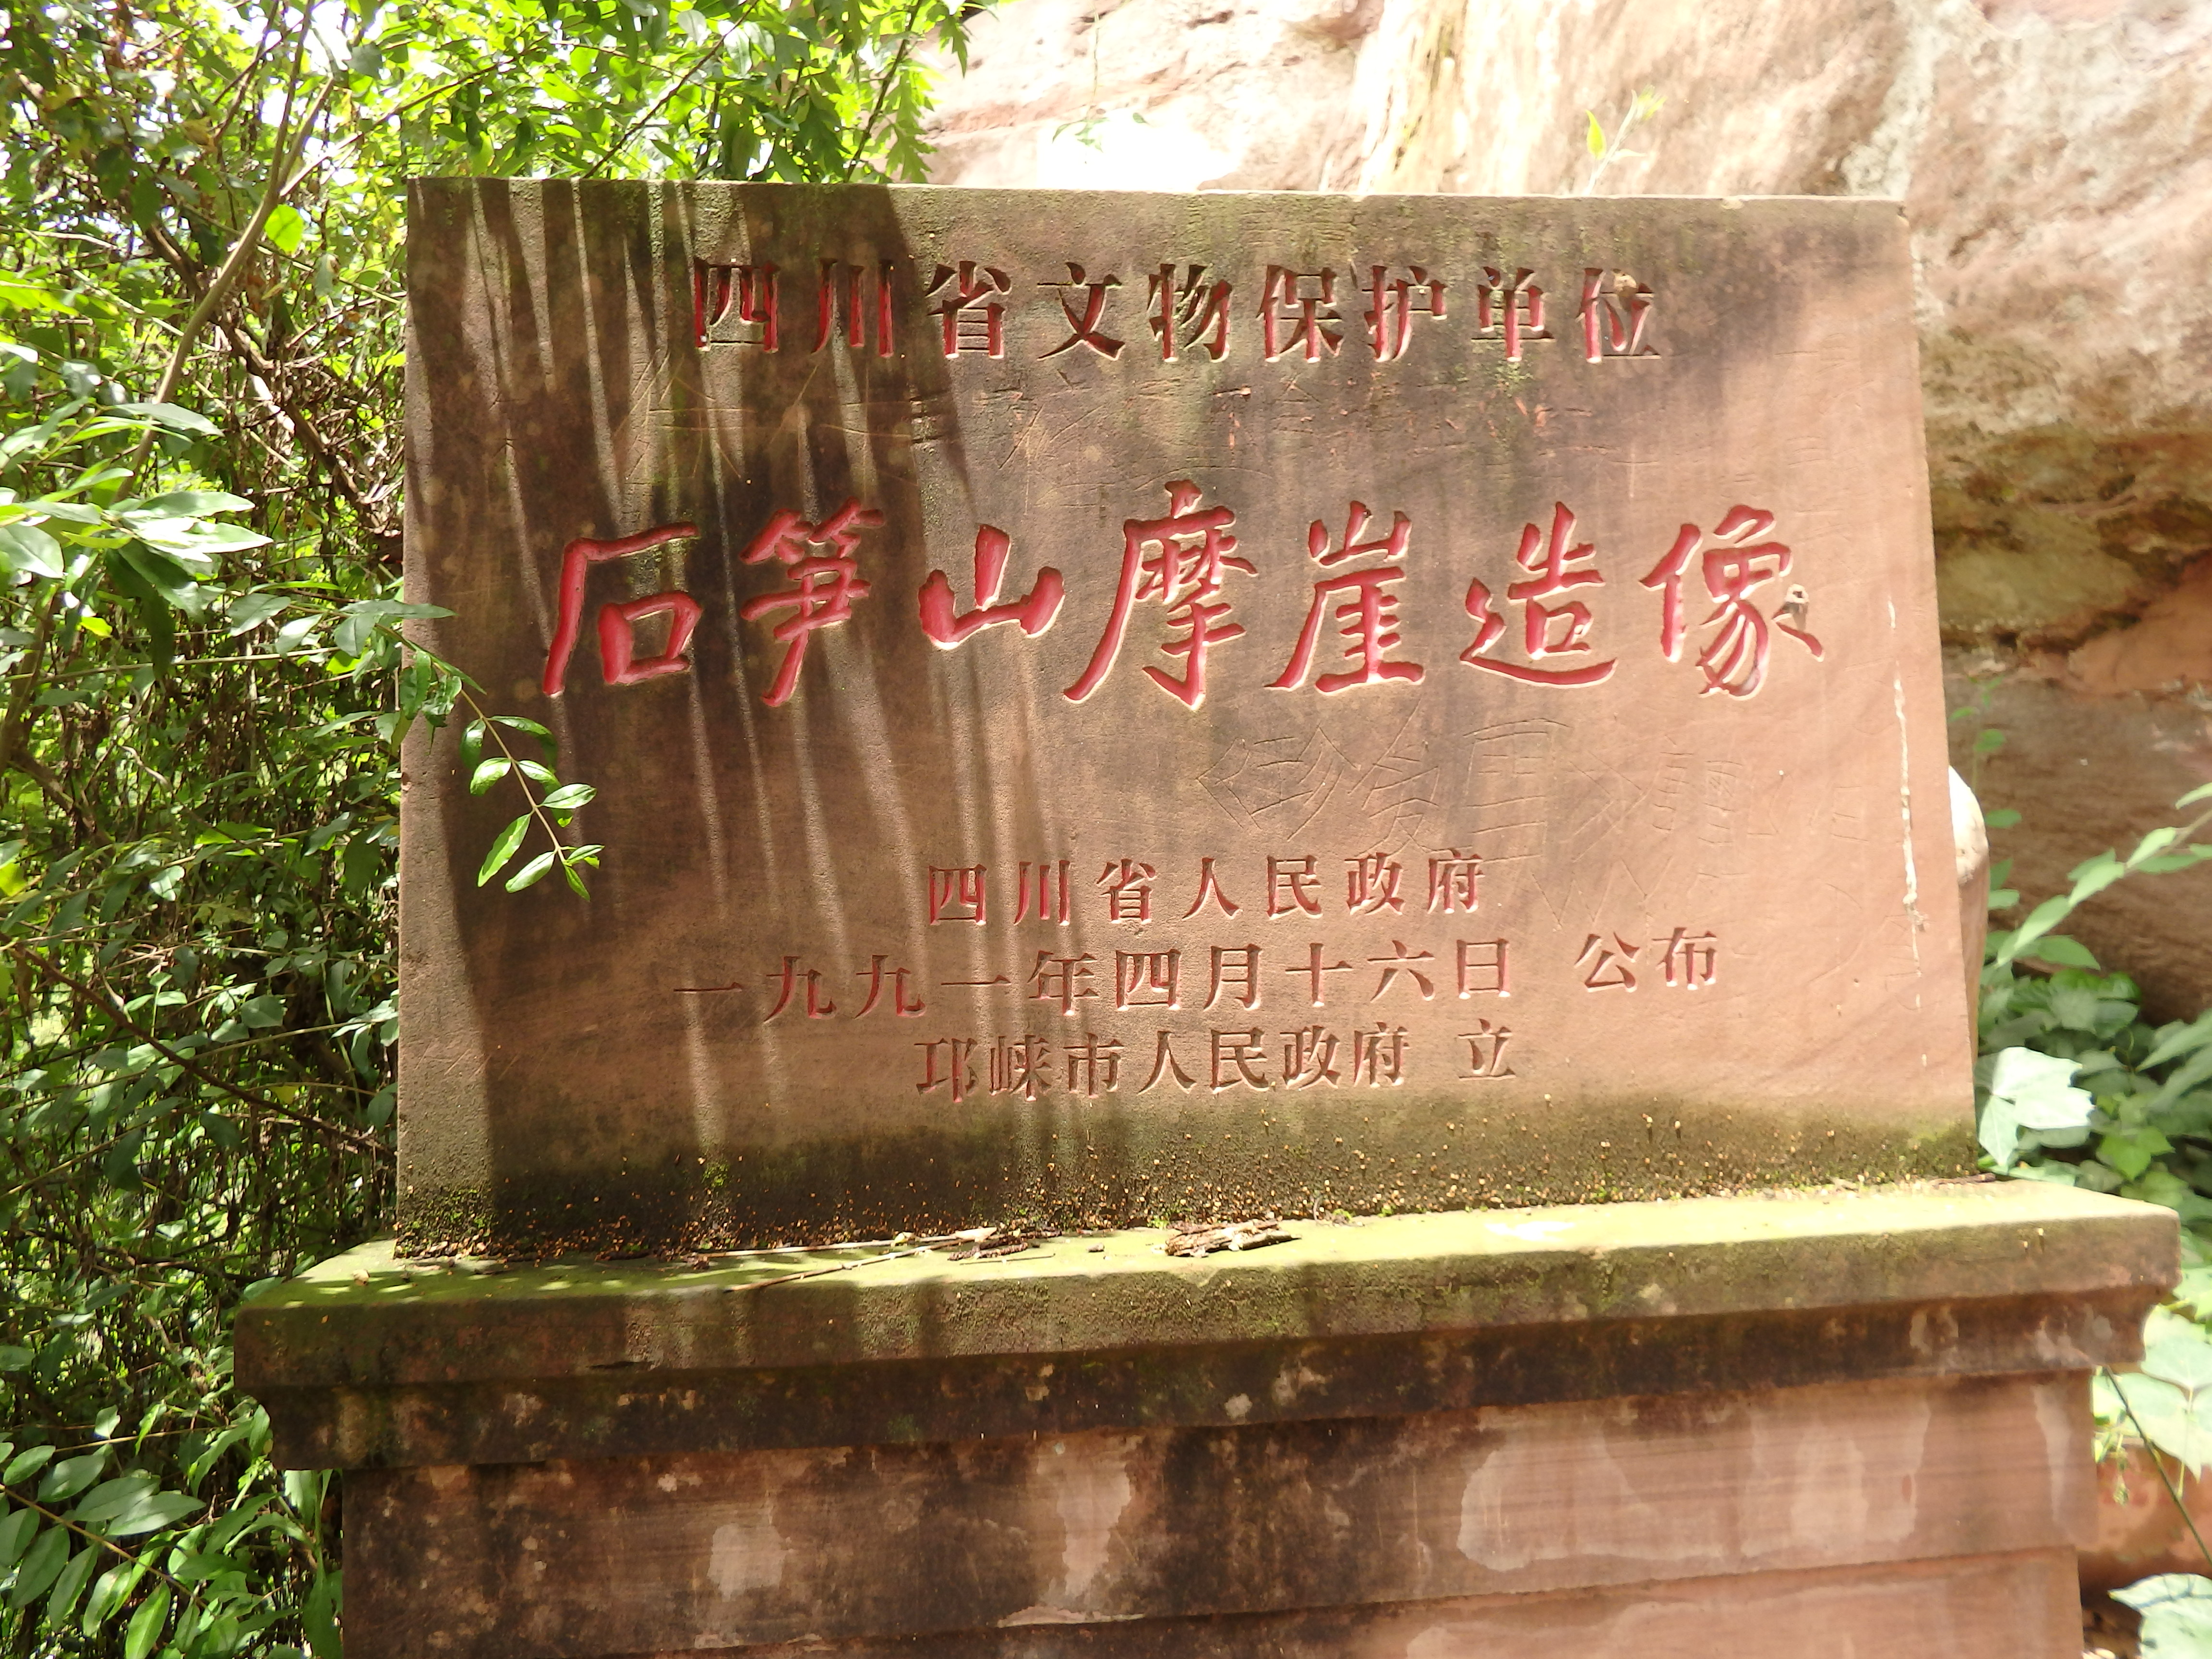 四川省文物保护单位
石笋山摩崖造像
四川省人民政府
一九九一年四月十六日 公布
邛崃市人民政府 立